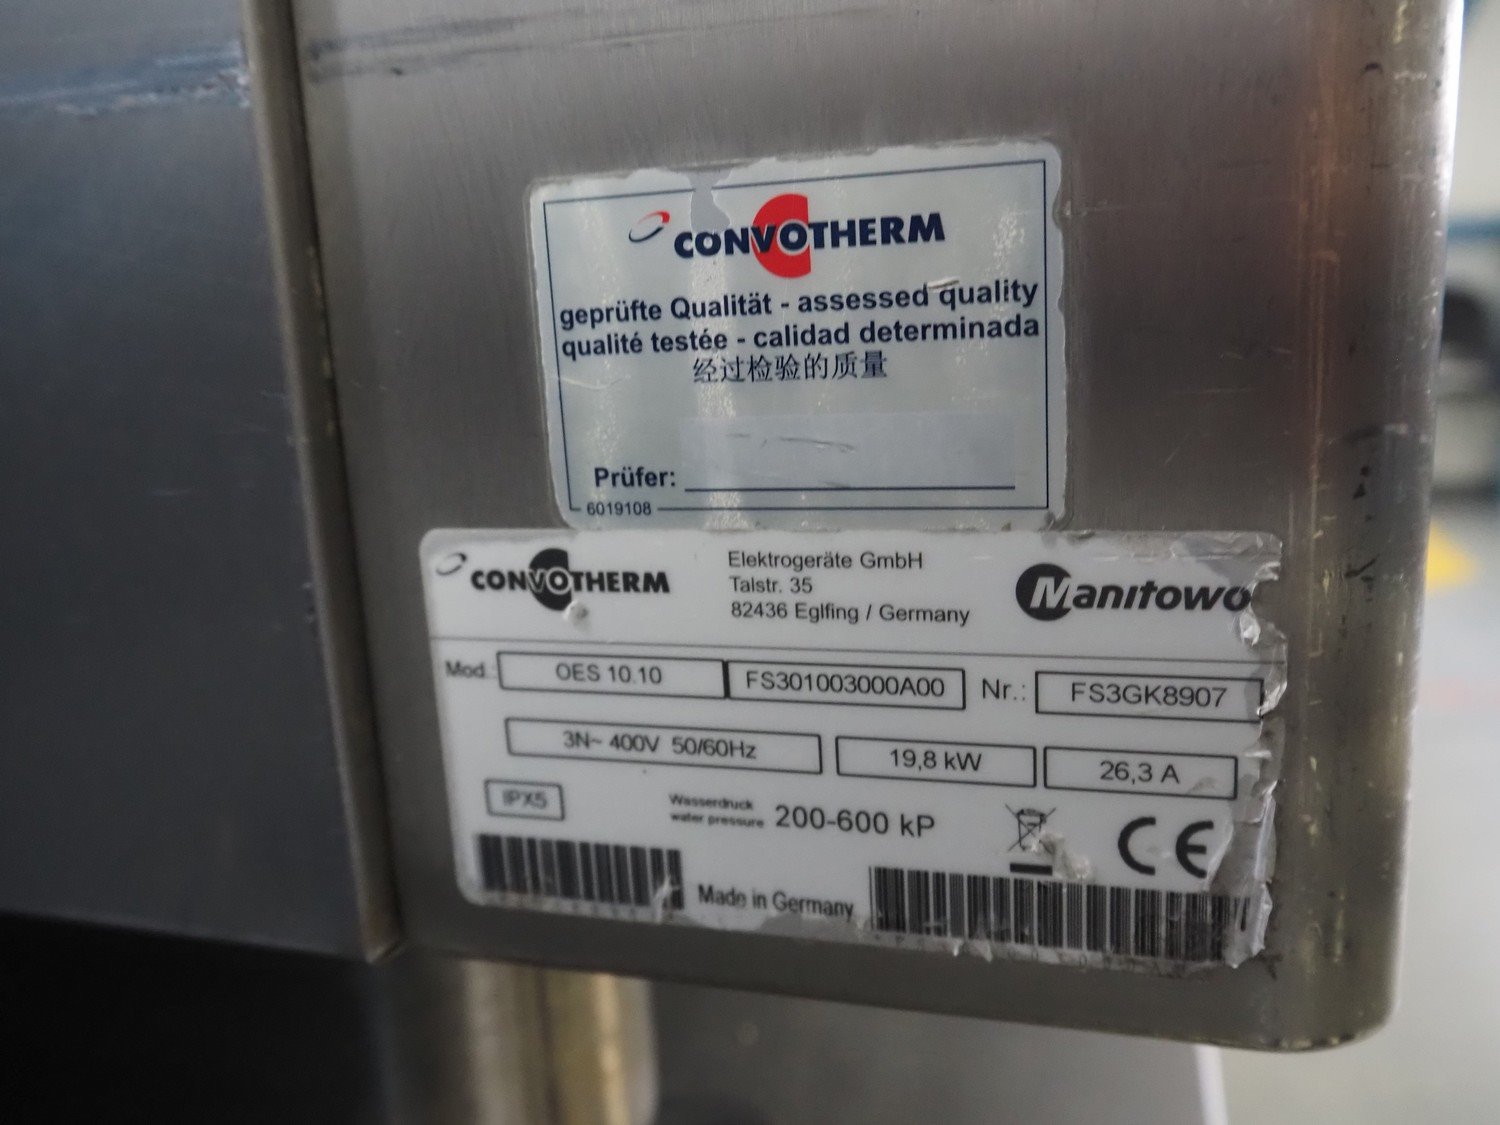 CONVOTHERM
geprüfte Qualität - assessed quality
qualité testée - calidad determinada
经过检验的质量
Prüfer:
6019108
CONVOTHERM
Elektrogeräte GmbH
Talstr. 35
82436 Eglfing / Germany
Manitowo
Mod.: OES 10.10 FS301003000A00 Nr.: FS3GK8907
3N~ 400V 50/60Hz 19,8 kW 26,3 A
IPX5
Wasserdruck
water pressure 200-600 kP
CE
Made in Germany